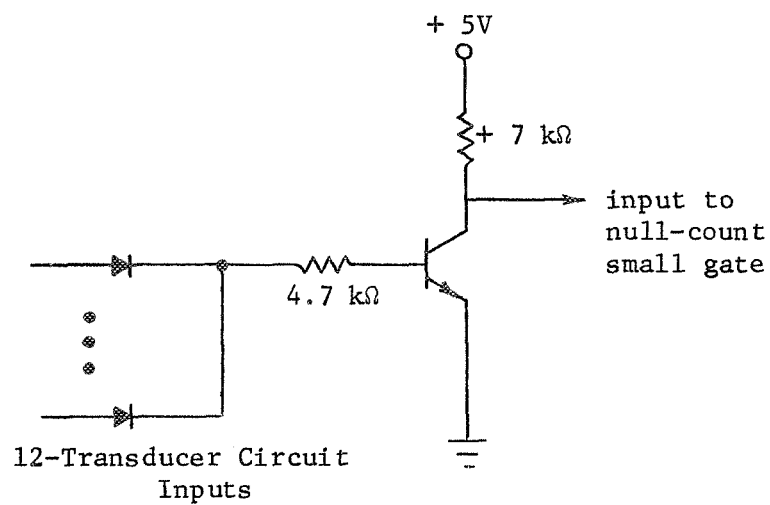 + 5V
+ 7 kΩ
input to
null-count
small gate
4.7 kΩ
12-Transducer Circuit
Inputs